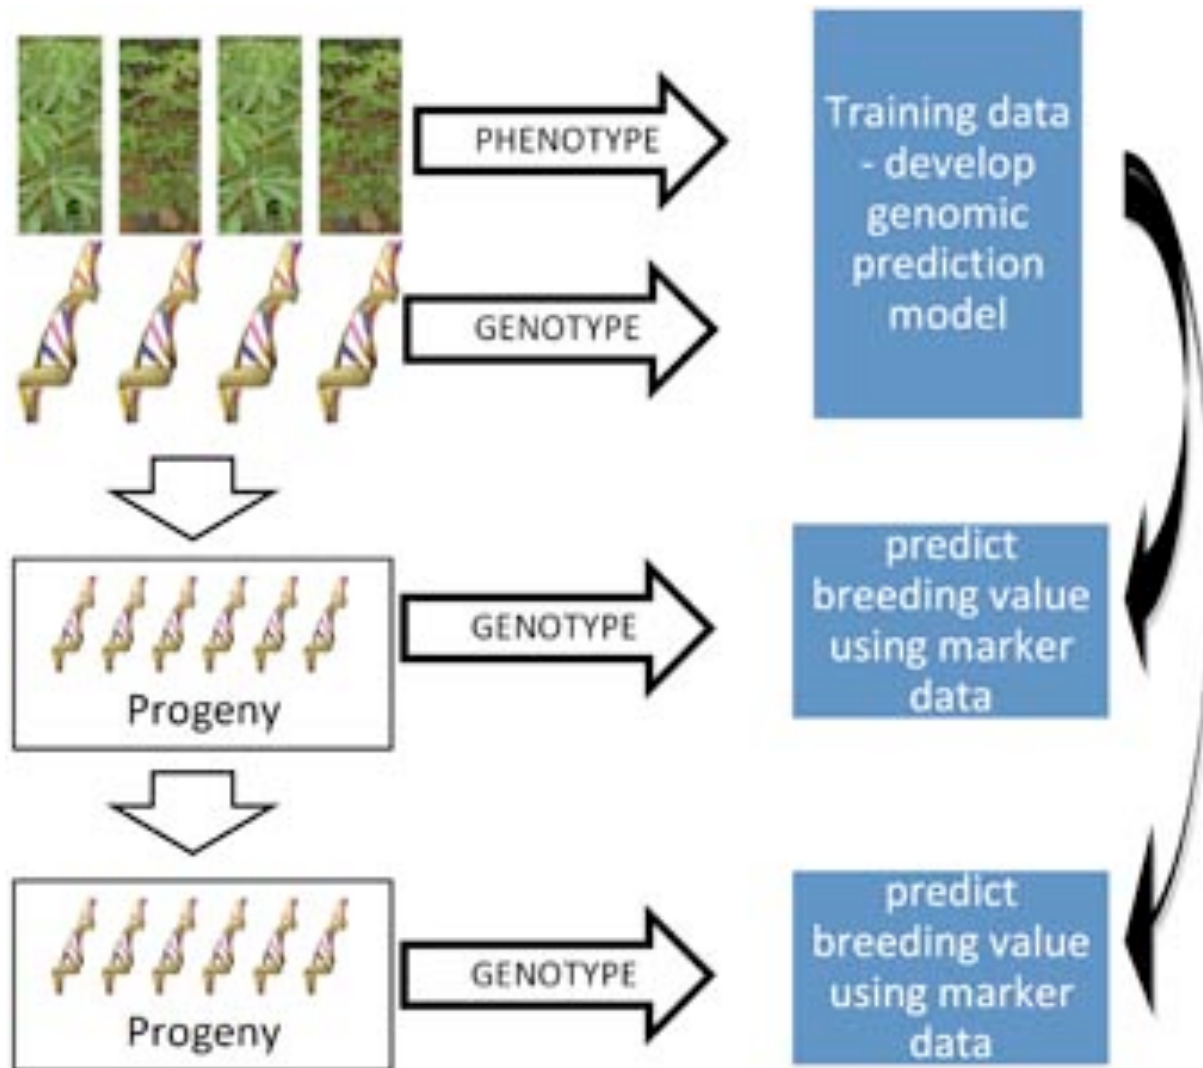 PHENOTYPE
Training data
- develop
genomic
prediction
model
GENOTYPE
predict
breeding value
using marker
data
GENOTYPE
Progeny
predict
breeding value
using marker
data
GENOTYPE
Progeny